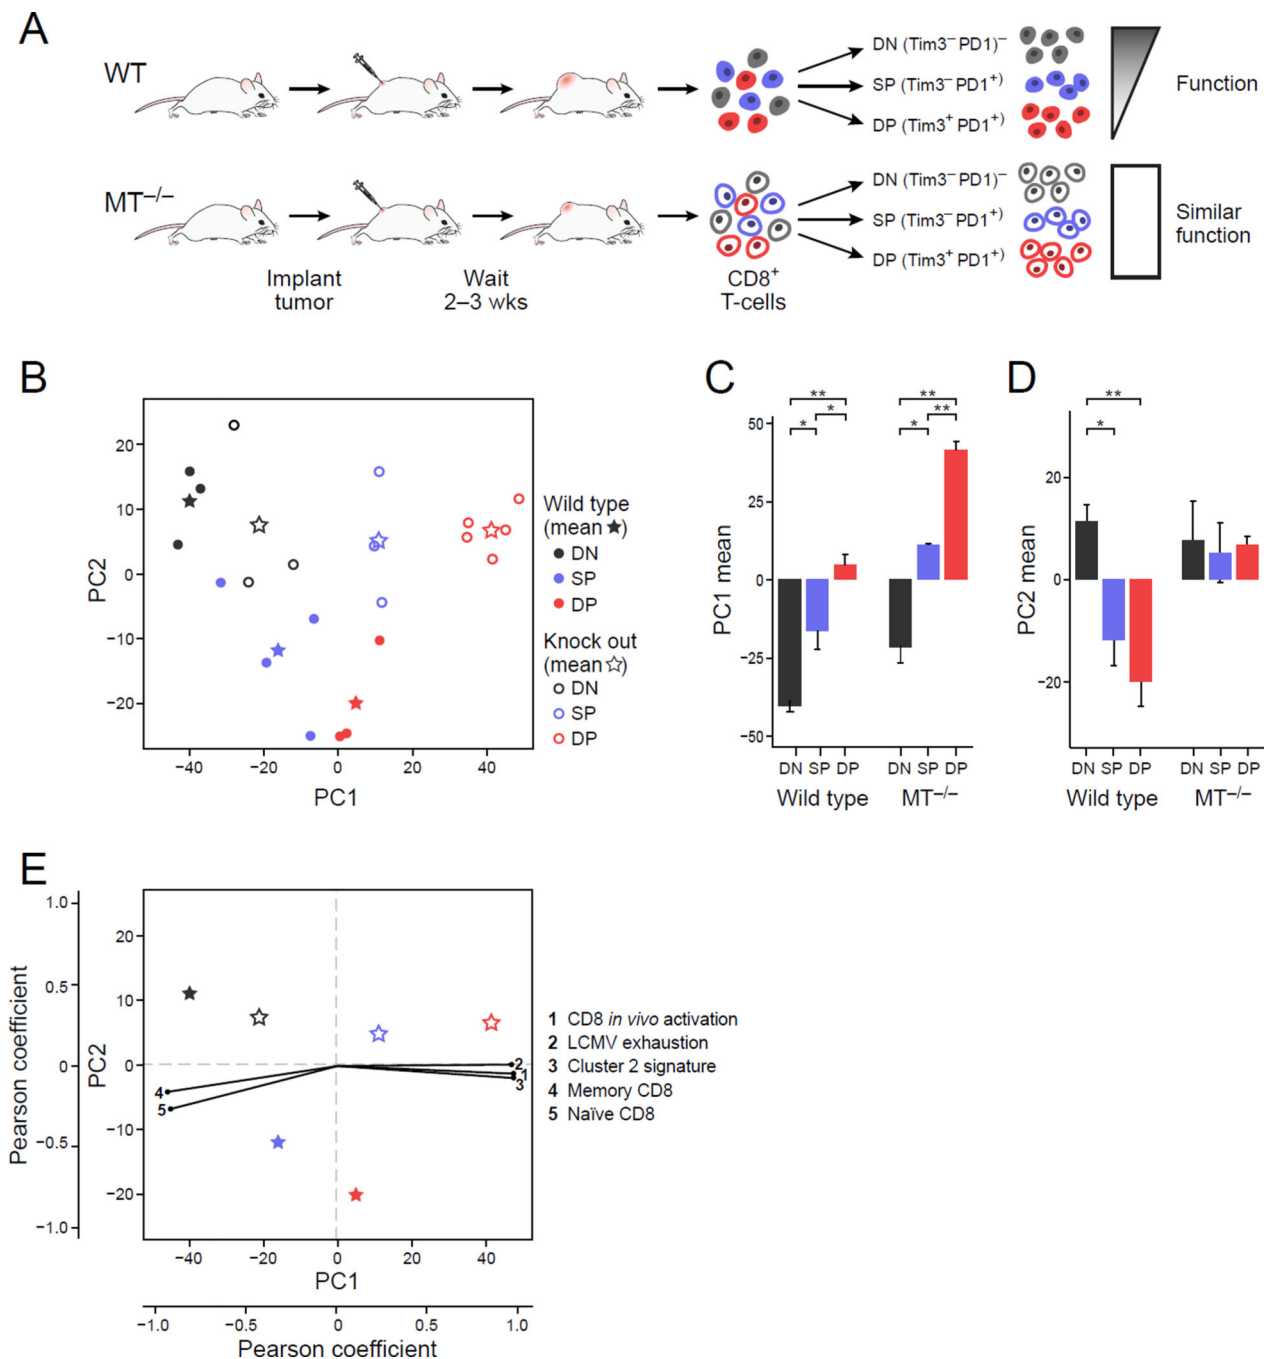 A
WT
DN (Tim3– PD1)–
SP (Tim3– PD1+)
DP (Tim3+ PD1+)
Function
MT–/–
DN (Tim3– PD1)–
SP (Tim3– PD1+)
DP (Tim3+ PD1+)
Similar
function
Implant
tumor
Wait
2–3 wks
CD8+
T-cells
B
20
10
0
−10
−20
PC2
−40
−20
0
20
40
PC1
Wild type
(mean ★)
DN
SP
DP
Knock out
(mean ☆)
DN
SP
DP
C
PC1 mean
50
25
0
−25
−50
**
*
*
**
*
**
DN SP DP
Wild type
DN SP DP
MT–/–
D
PC2 mean
20
0
−20
**
*
DN SP DP
Wild type
DN SP DP
MT–/–
E
Pearson coefficient
1.0
0.5
0
−0.5
−1.0
PC2
20
10
0
−10
−20
4
5
2
1
3
−40
−20
0
20
40
PC1
−1.0
−0.5
0
0.5
1.0
Pearson coefficient
1 CD8 in vivo activation
2 LCMV exhaustion
3 Cluster 2 signature
4 Memory CD8
5 Naïve CD8